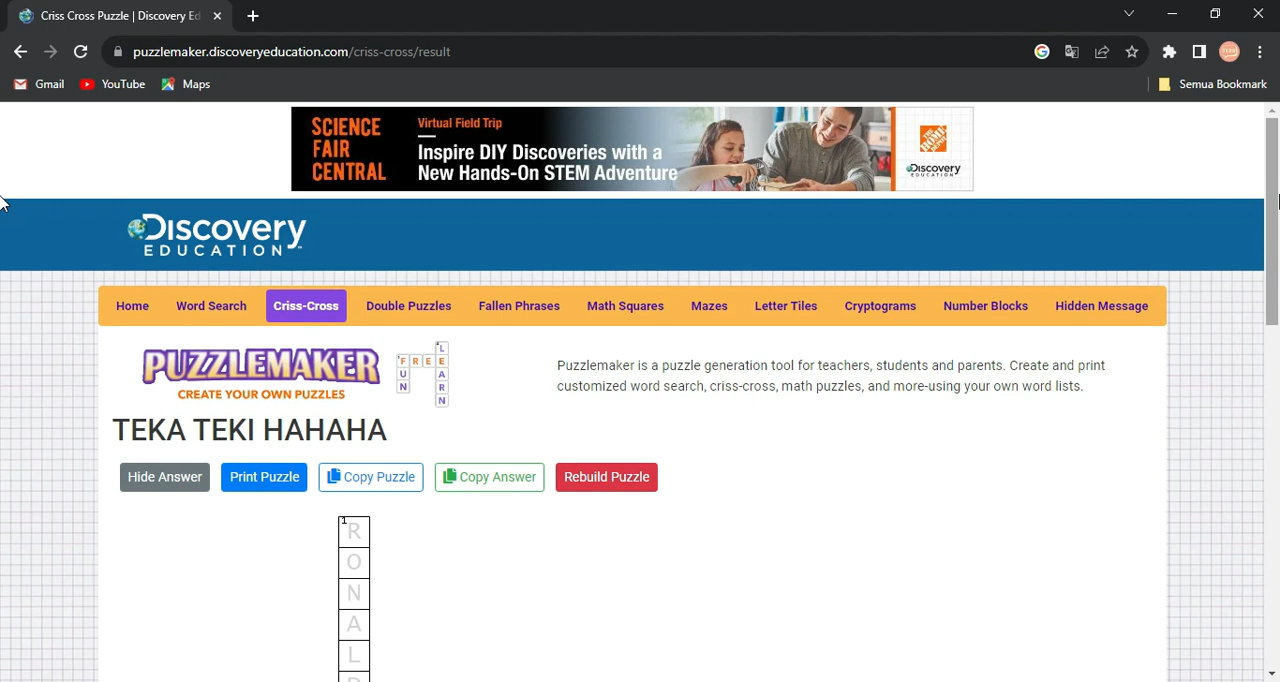 Criss Cross Puzzle | Discovery Ed
puzzlemaker.discoveryeducation.com/criss-cross/result
Gmail YouTube Maps Semua Bookmark
SCIENCE
FAIR
CENTRAL
Virtual Field Trip
Inspire DIY Discoveries with a
New Hands-On STEM Adventure
THE HOME DEPOT
Discovery
EDUCATION
Discovery
EDUCATION
Home Word Search Criss-Cross Double Puzzles Fallen Phrases Math Squares Mazes Letter Tiles Cryptograms Number Blocks Hidden Message
PUZZLEMAKER
CREATE YOUR OWN PUZZLES
L
FREE
U A
N R
N
Puzzlemaker is a puzzle generation tool for teachers, students and parents. Create and print
customized word search, criss-cross, math puzzles, and more-using your own word lists.
TEKA TEKI HAHAHA
Hide Answer Print Puzzle Copy Puzzle Copy Answer Rebuild Puzzle
1
R
O
N
A
L